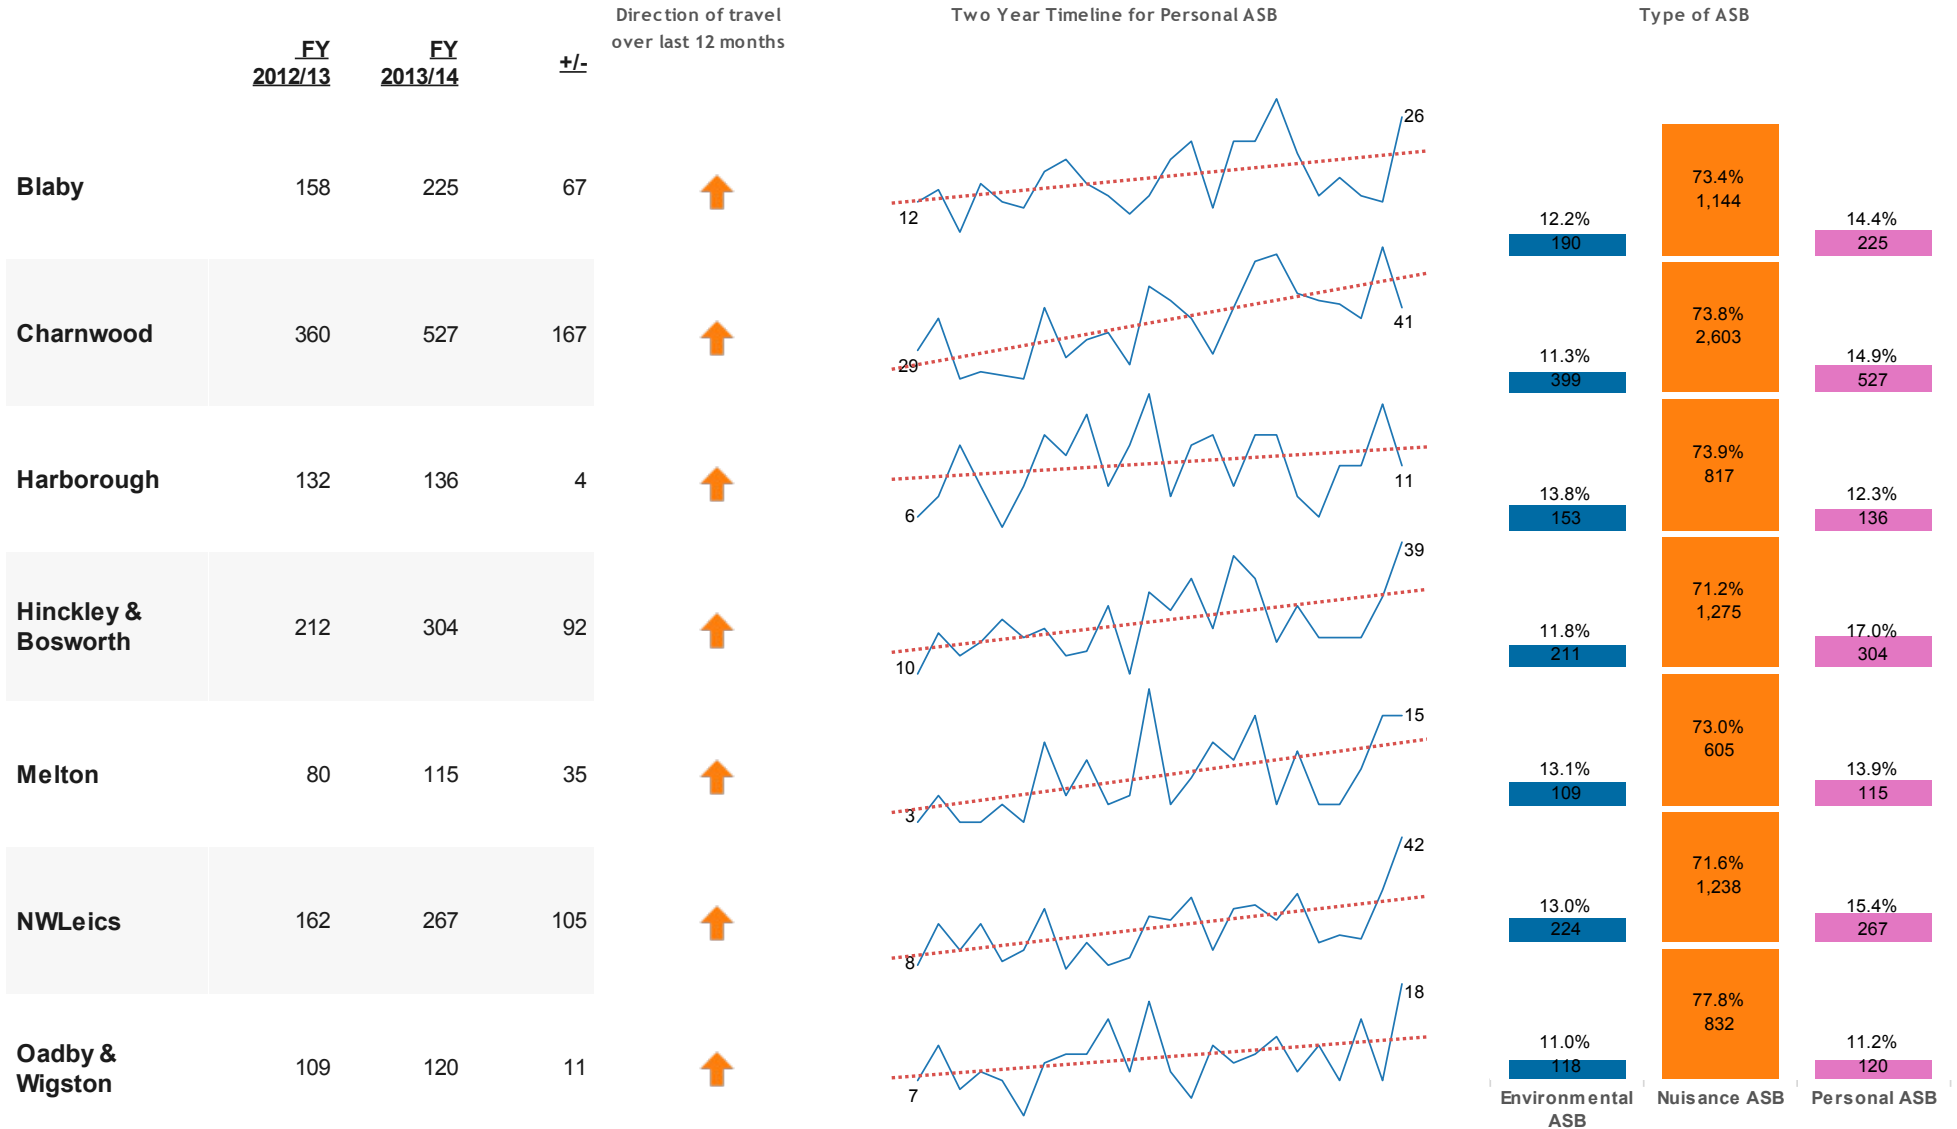 Direction of travel
over last 12 months
Two Year Timeline for Personal ASB
Type of ASB
FY
2012/13
FY
2013/14
+/-
Blaby 158 225 67
12
26
12.2%
190
73.4%
1,144
14.4%
225
Charnwood 360 527 167
29
41
11.3%
399
73.8%
2,603
14.9%
527
Harborough 132 136 4
6
11
13.8%
153
73.9%
817
12.3%
136
Hinckley &
Bosworth
212 304 92
10
39
11.8%
211
71.2%
1,275
17.0%
304
Melton 80 115 35
3
15
13.1%
109
73.0%
605
13.9%
115
NWLeics 162 267 105
8
42
13.0%
224
71.6%
1,238
15.4%
267
Oadby &
Wigston
109 120 11
7
18
11.0%
118
77.8%
832
11.2%
120
Environmental
ASB
Nuisance ASB
Personal ASB